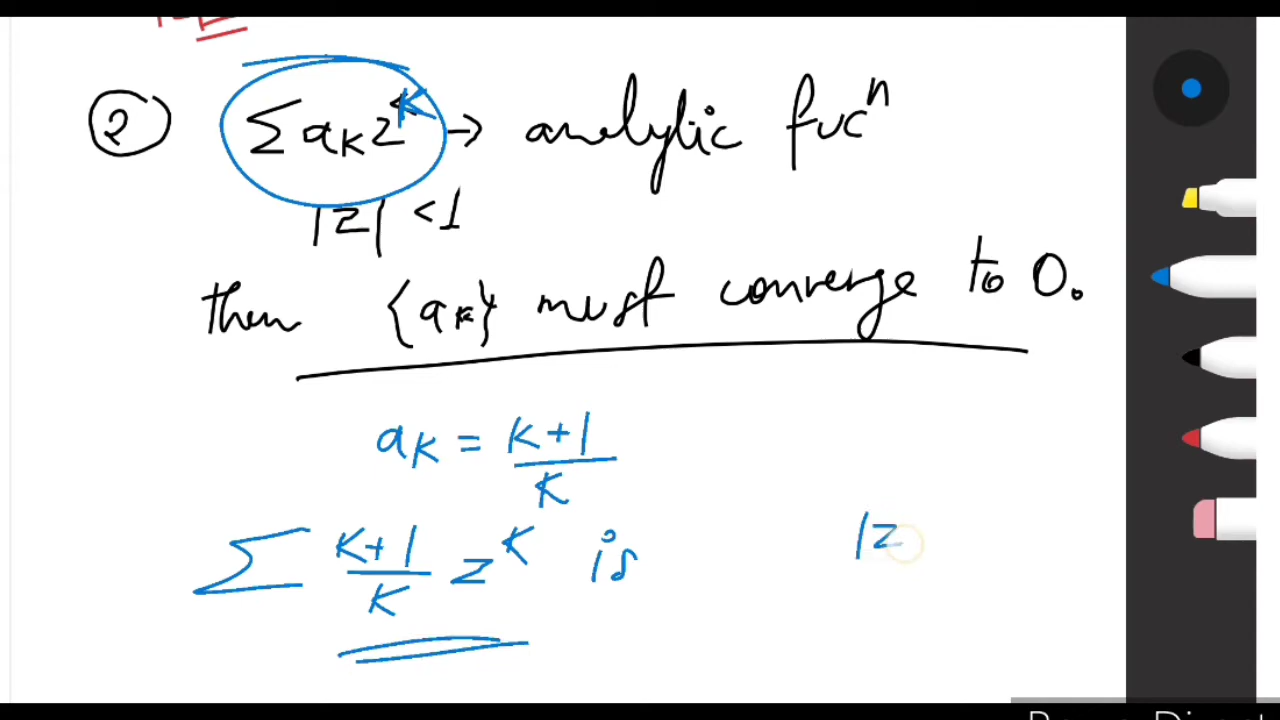 ② Σ a_K z^K → analytic fucⁿ
|z| < 1
then {a_K} must converge to 0.
a_K = K+1/K
Σ K+1/K z^K is |z